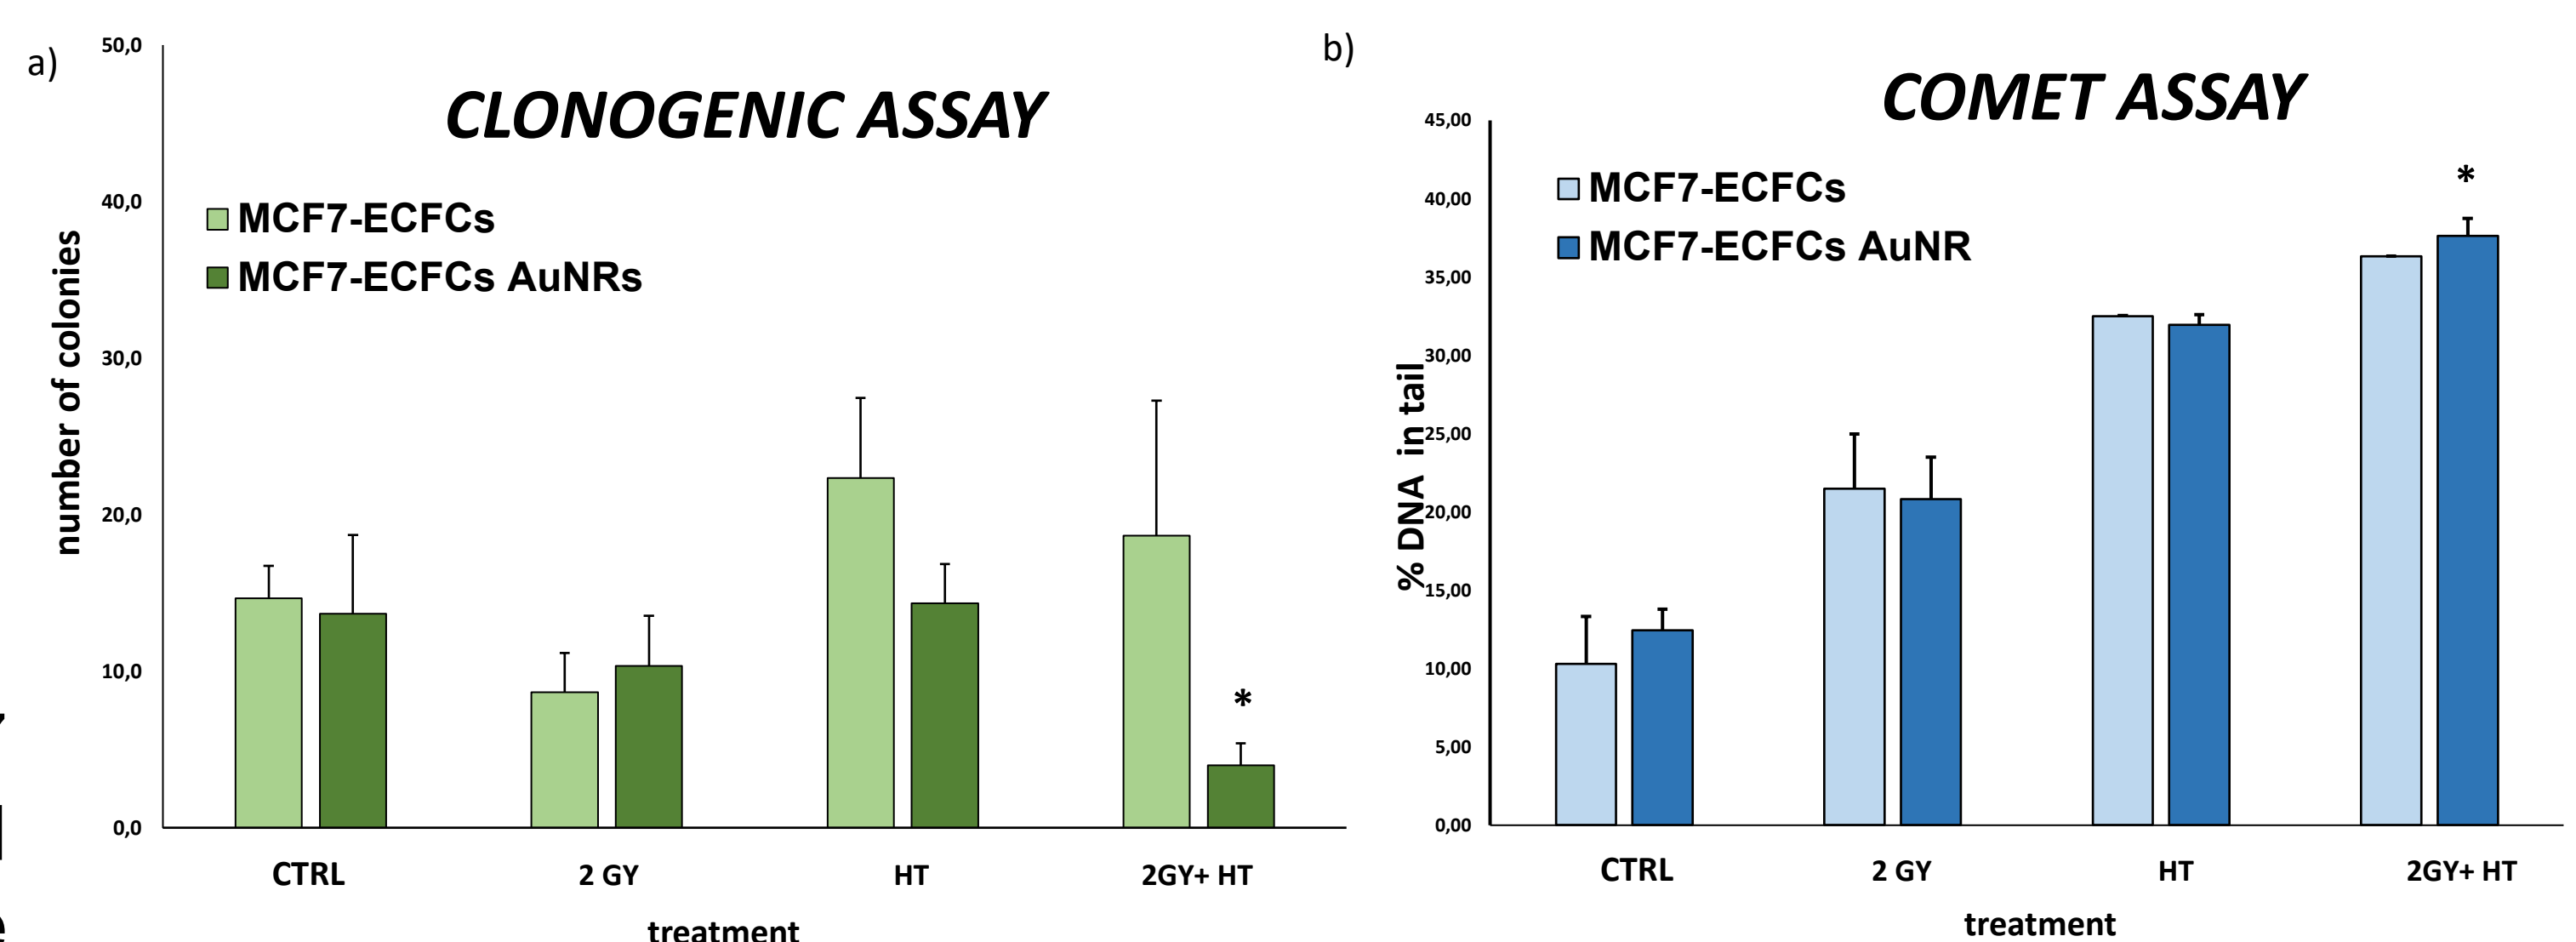 a)
CLONOGENIC ASSAY
50,0
40,0
30,0
20,0
10,0
0,0
number of colonies
MCF7-ECFCs
MCF7-ECFCs AuNRs
*
CTRL
2 GY
HT
2GY+ HT
treatment
b)
COMET ASSAY
45,00
40,00
35,00
30,00
25,00
20,00
15,00
10,00
5,00
0,00
% DNA in tail
MCF7-ECFCs
MCF7-ECFCs AuNR
*
CTRL
2 GY
HT
2GY+ HT
treatment